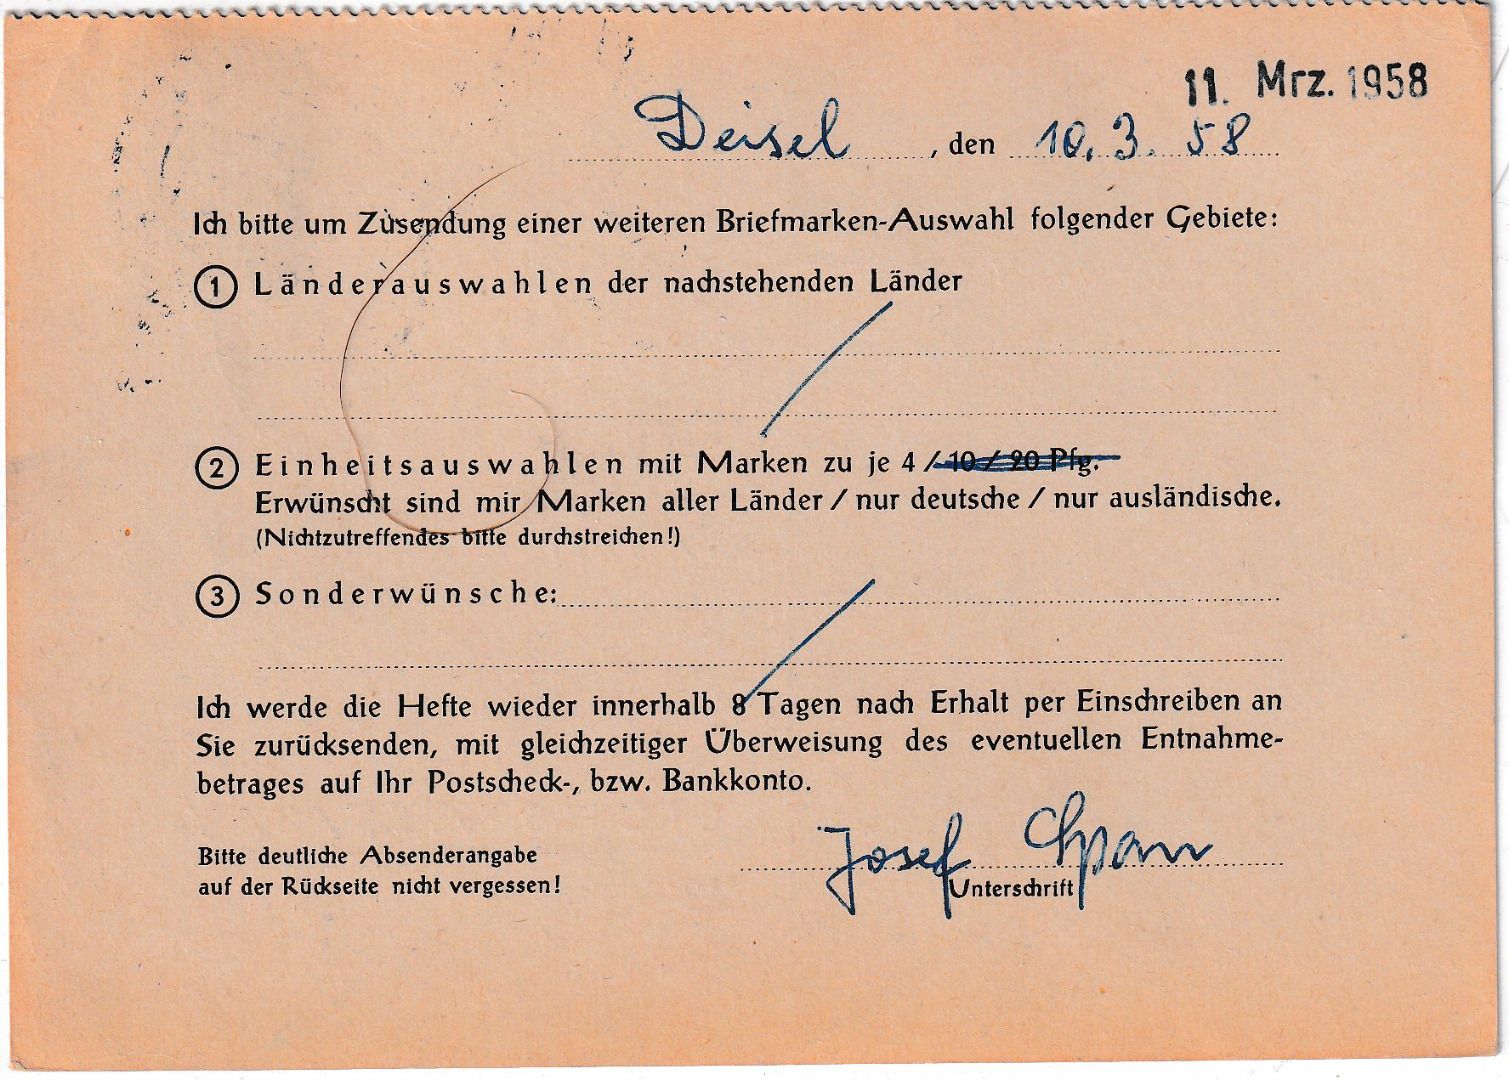 11. Mrz. 1958
Deisel, den 10.3.58
Ich bitte um Zusendung einer weiteren Briefmarken-Auswahl folgender Gebiete:
1 Länderauswahlen der nachstehenden Länder
2 Einheitsauswahlen mit Marken zu je 4 / 10 / 20 Pfg.
Erwünscht sind mir Marken aller Länder / nur deutsche / nur ausländische.
(Nichtzutreffendes bitte durchstreichen!)
3 Sonderwünsche:
Ich werde die Hefte wieder innerhalb 8 Tagen nach Erhalt per Einschreiben an
Sie zurücksenden, mit gleichzeitiger Überweisung des eventuellen Entnahme-
betrages auf Ihr Postscheck-, bzw. Bankkonto.
Bitte deutliche Absenderangabe
auf der Rückseite nicht vergessen!
Josef
Unterschrift